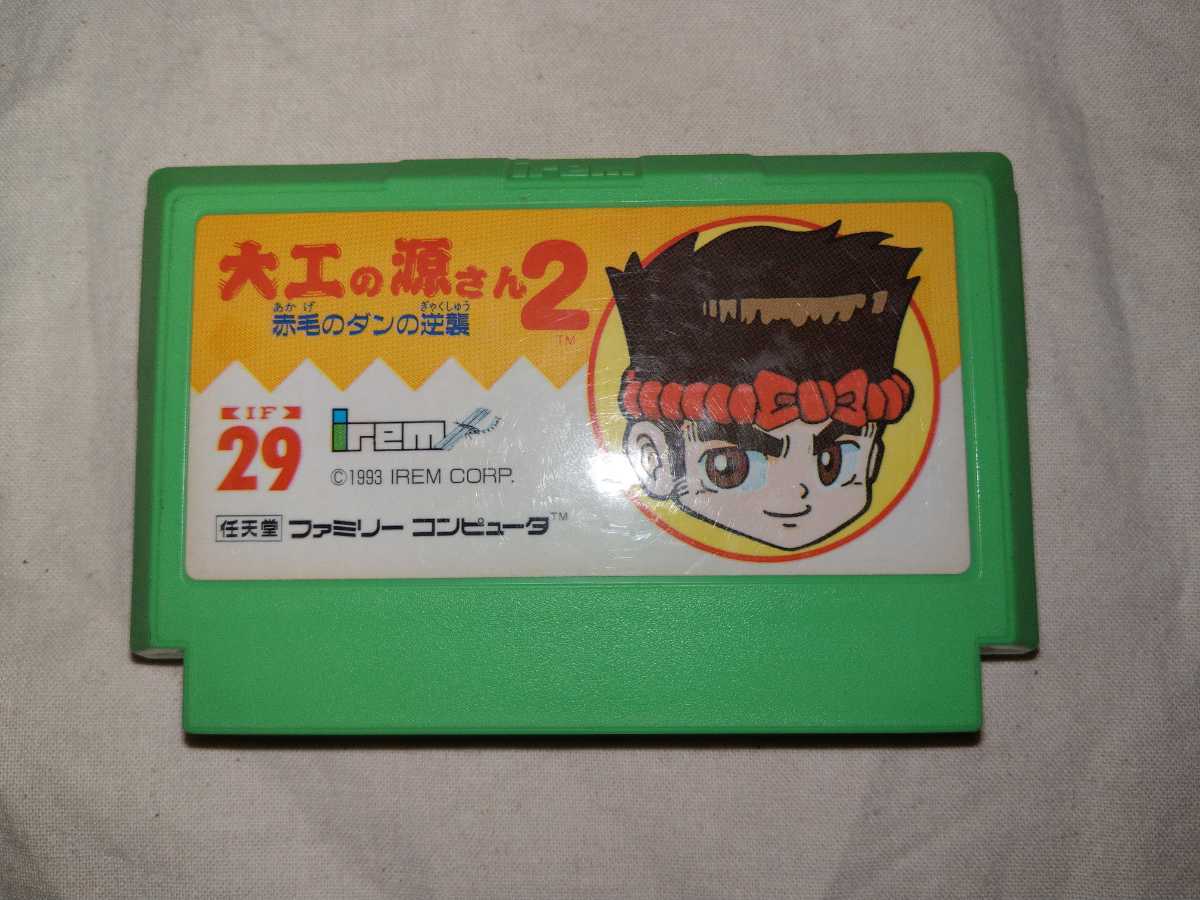 irem
大工の源さん2
あかげ ぎゃくしゅう
赤毛のダンの逆襲
TM
IF
29
irem
©1993 IREM CORP.
任天堂 ファミリー コンピュータ™